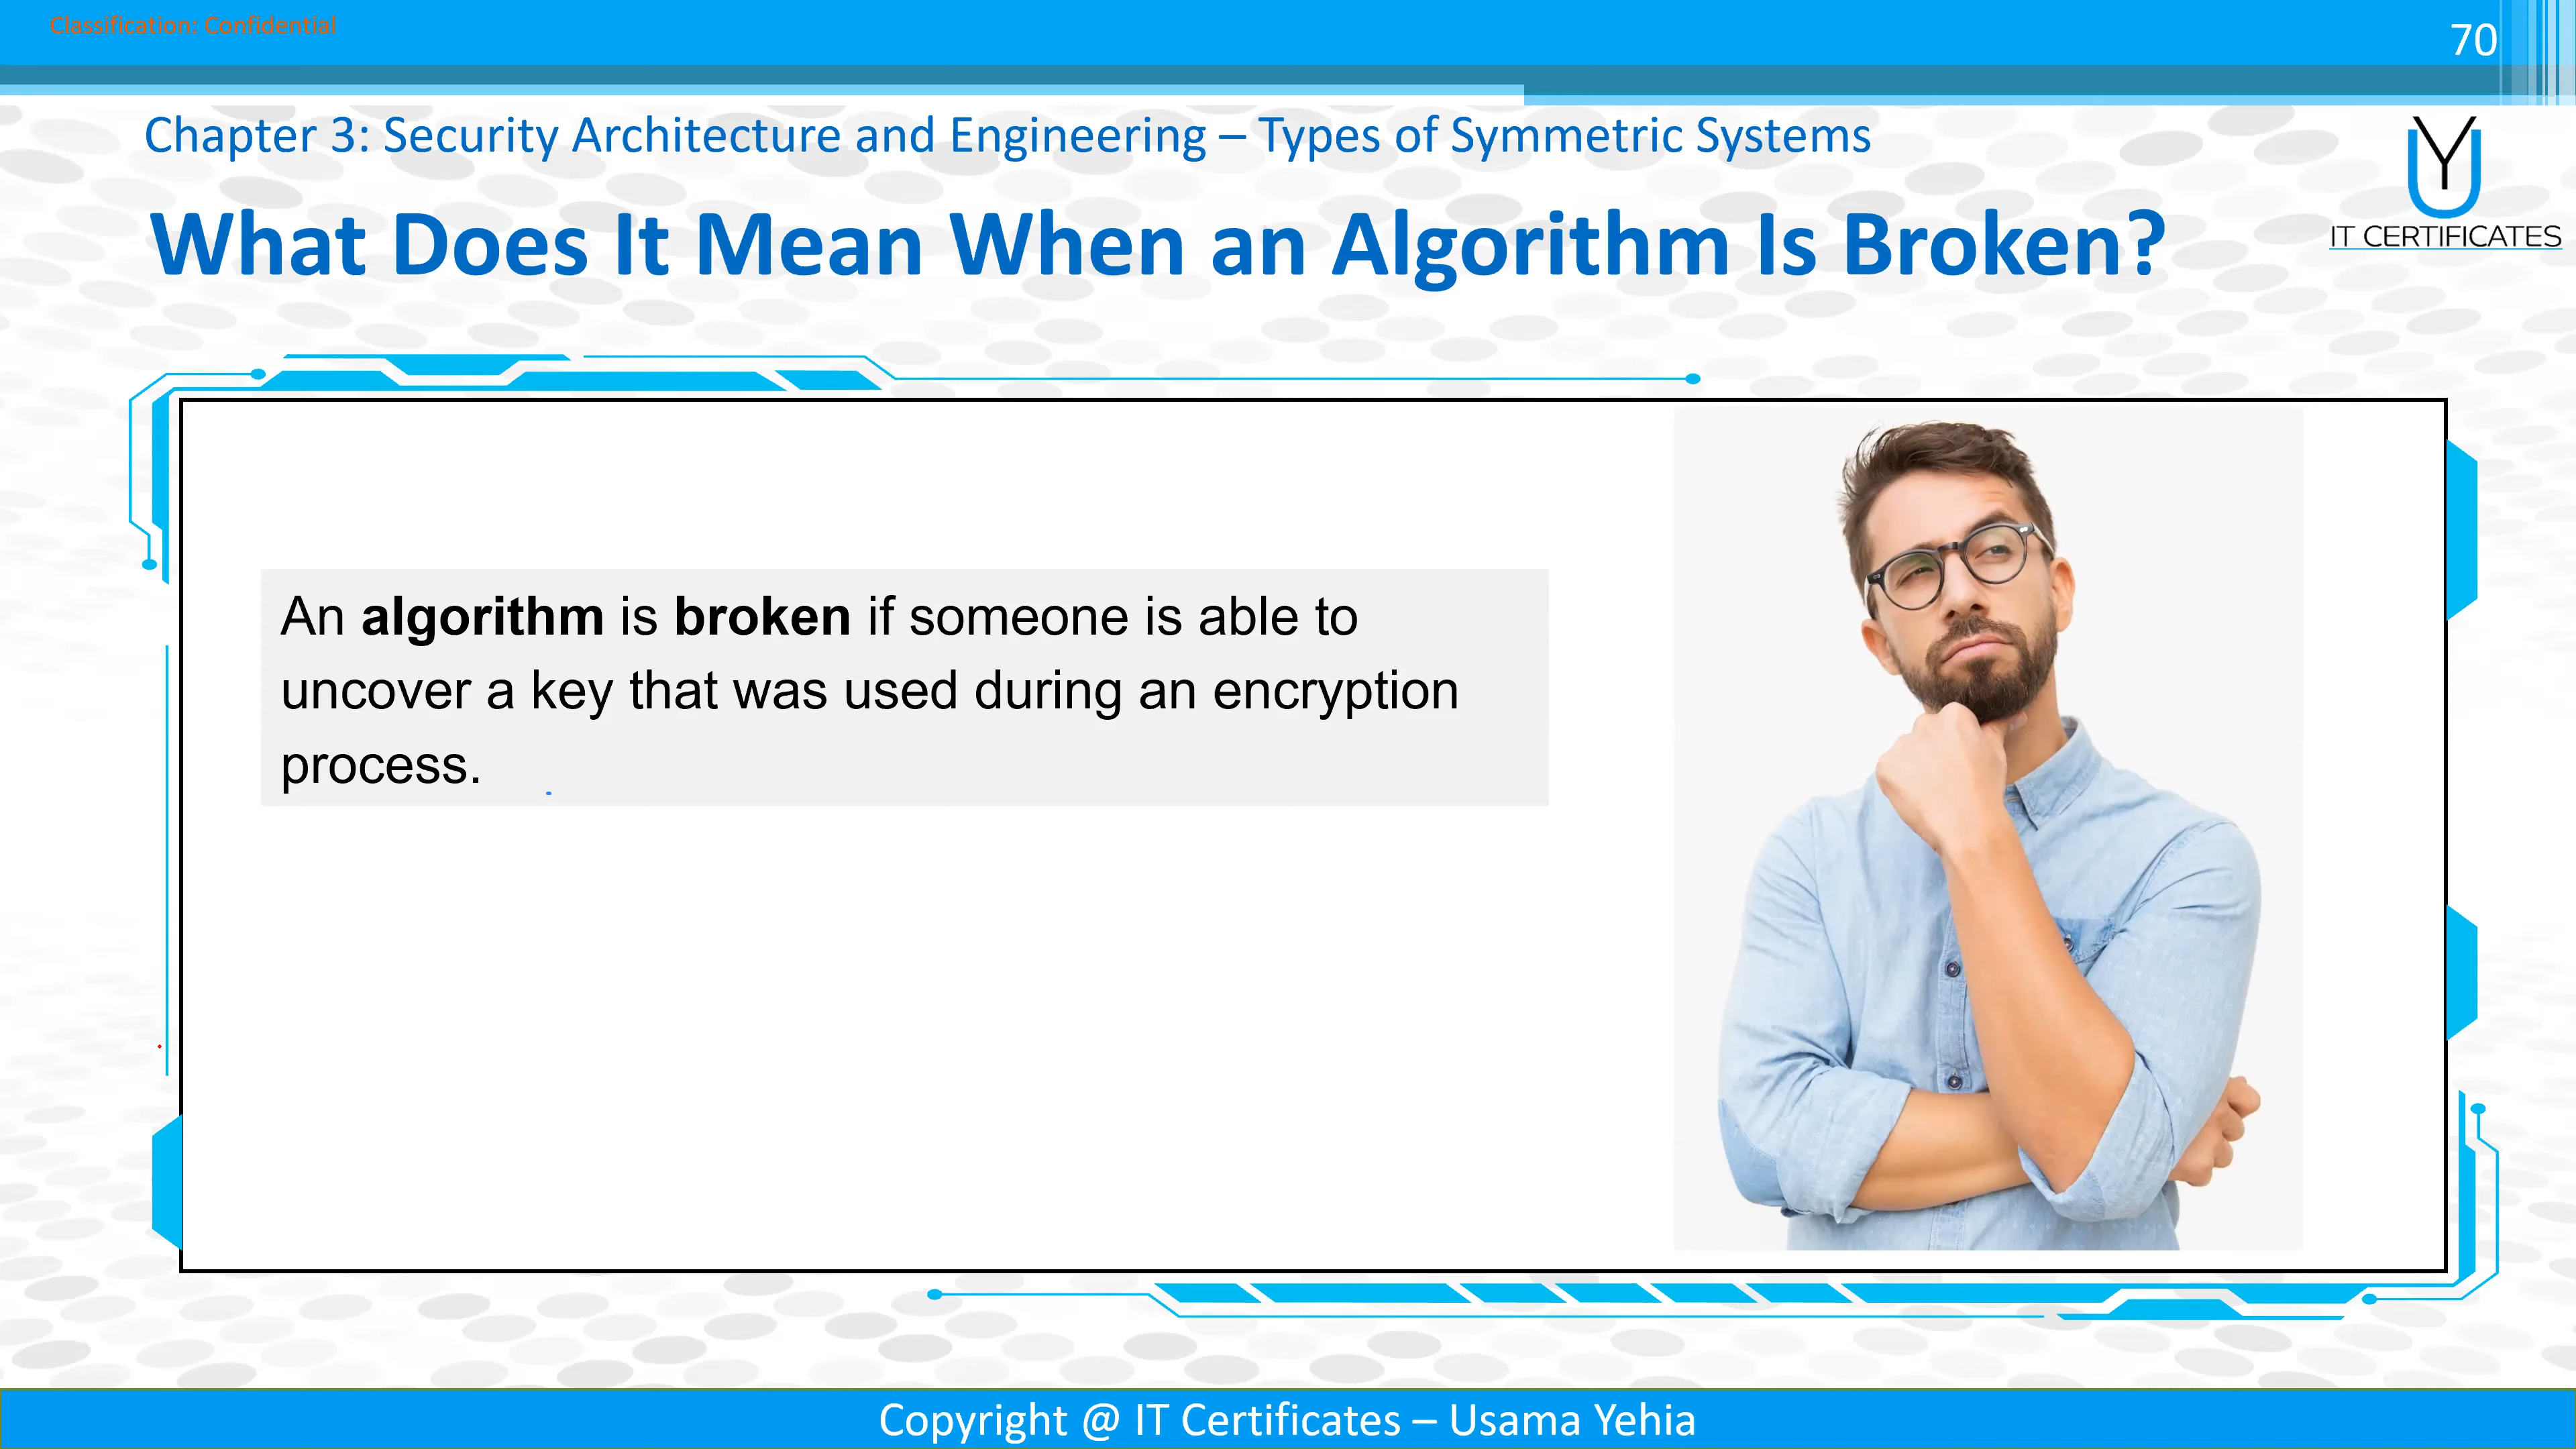 Classification: Confidential
70
Chapter 3: Security Architecture and Engineering – Types of Symmetric Systems
What Does It Mean When an Algorithm Is Broken?
UY
IT CERTIFICATES
An algorithm is broken if someone is able to
uncover a key that was used during an encryption
process.
Copyright @ IT Certificates – Usama Yehia